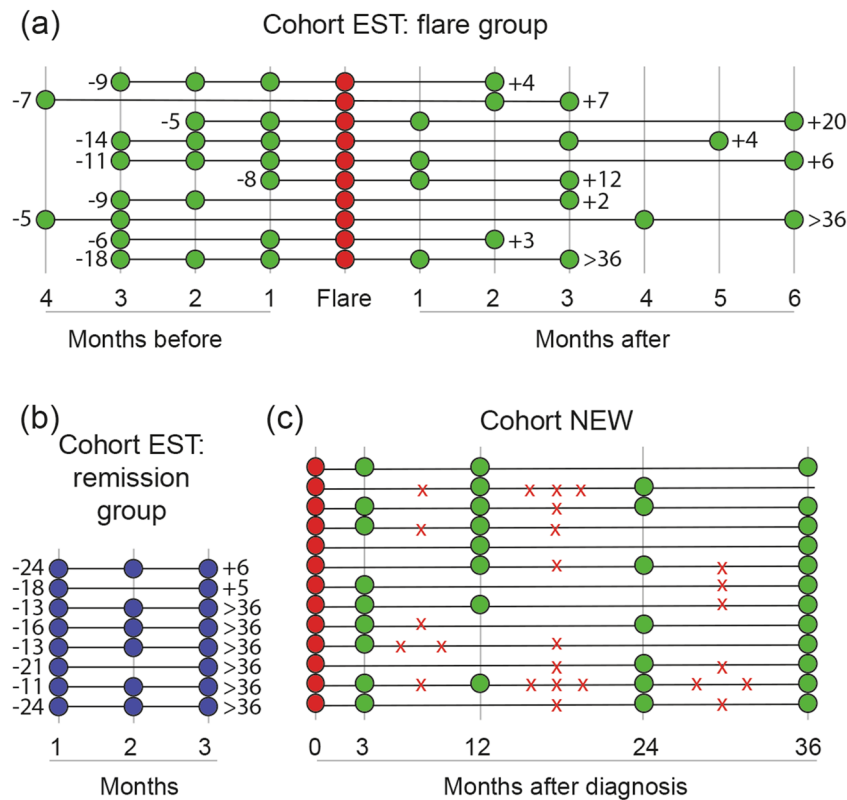 (a) Cohort EST: flare group
-9 +4
-7 +7
-5 +20
-14 +4
-11 +6
-8 +12
-9 +2
-5 >36
-6 +3
-18 >36
4 3 2 1 Flare 1 2 3 4 5 6
Months before Months after
(b) Cohort EST:
remission
group
-24 +6
-18 +5
-13 >36
-16 >36
-13 >36
-21 >36
-11 >36
-24 >36
1 2 3
Months
(c) Cohort NEW
x x x x
x
x x
x x
x
x
x
x x x
x x
x x x x x x
x x
0 3 12 24 36
Months after diagnosis